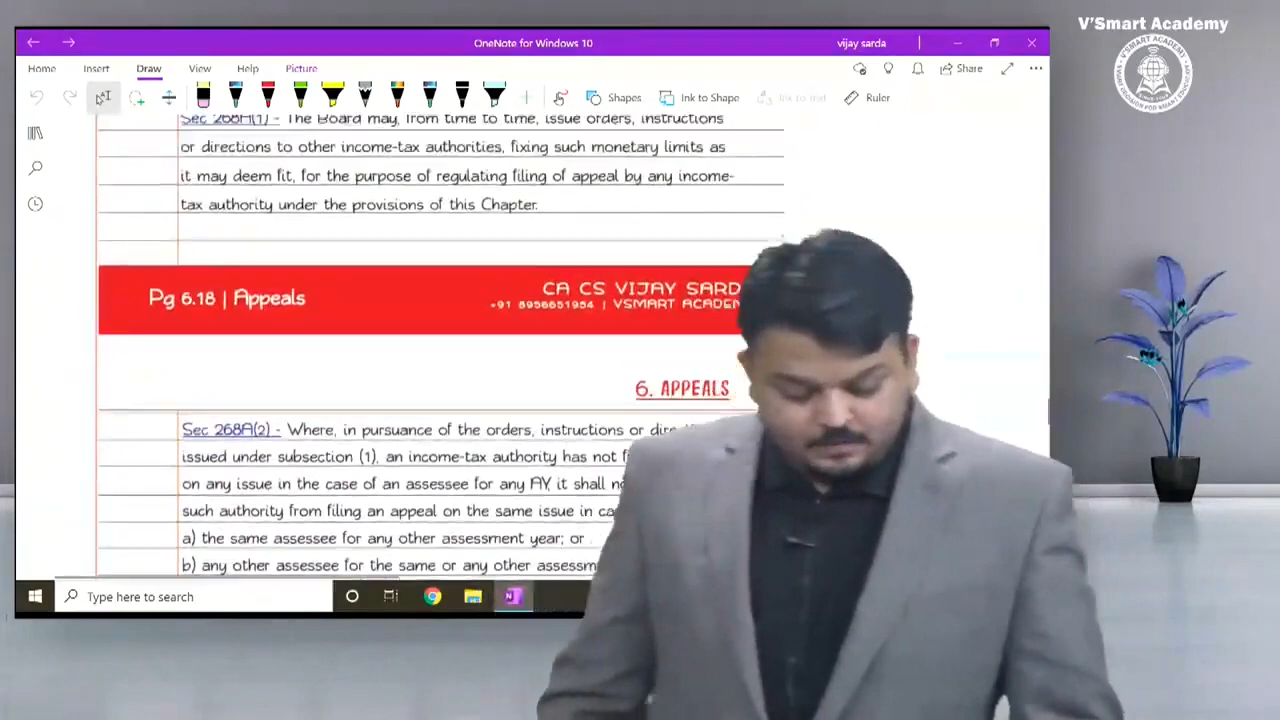 V'Smart Academy
OneNote for Windows 10
vijay sarda
Home Insert Draw View Help Picture
Share
Shapes Ink to Shape Ink to Text Ruler
Sec 268A(1) - The Board may, from time to time, issue orders, instructions
or directions to other income-tax authorities, fixing such monetary limits as
it may deem fit, for the purpose of regulating filing of appeal by any income-
tax authority under the provisions of this Chapter.
Pg 6.18 | Appeals
CA CS VIJAY SARD
| VSMART ACADEM
6. APPEALS
Sec 268A(2) - Where, in pursuance of the orders, instructions or dire
issued under subsection (1), an income-tax authority has not f
on any issue in the case of an assessee for any AY, it shall no
such authority from filing an appeal on the same issue in ca
a) the same assessee for any other assessment year; or
b) any other assessee for the same or any other assessm
Type here to search